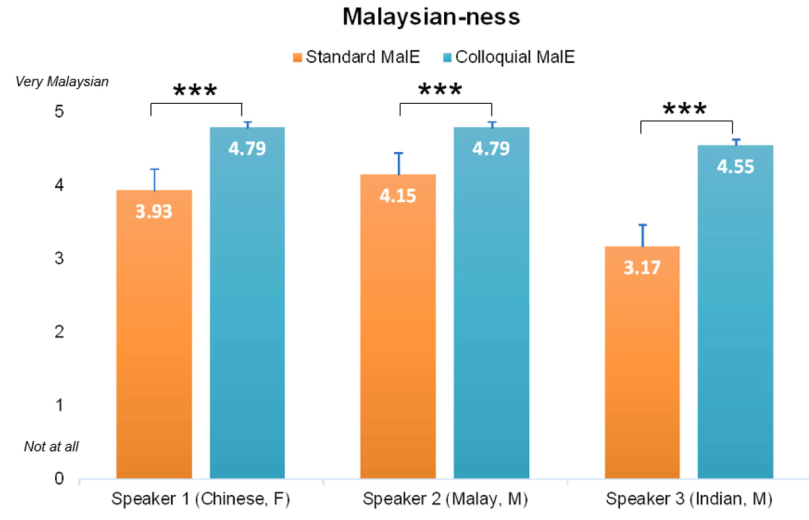 Malaysian-ness
Standard MalE Colloquial MalE
Very Malaysian
*** *** ***
5
4.79 4.79
4.55
4
3.93 4.15
3.17
3
2
1
Not at all
0
Speaker 1 (Chinese, F) Speaker 2 (Malay, M) Speaker 3 (Indian, M)